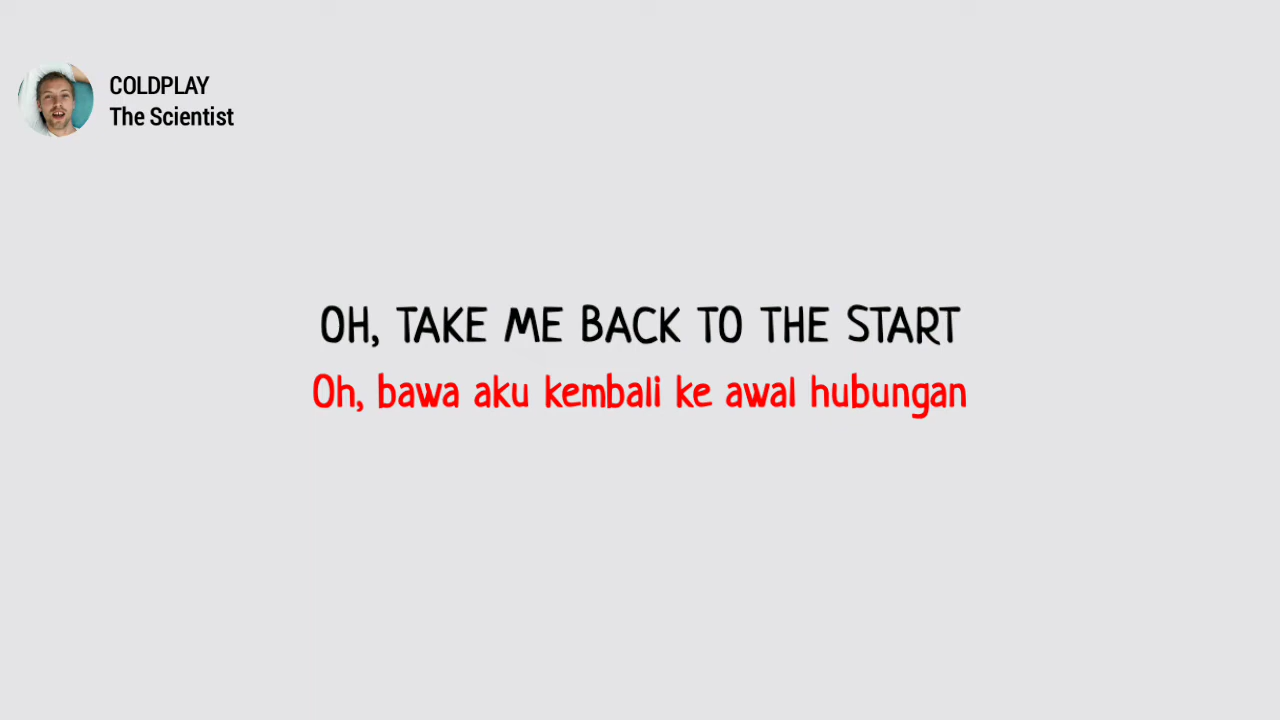 COLDPLAY
The Scientist
OH, TAKE ME BACK TO THE START
Oh, bawa aku kembali ke awal hubungan